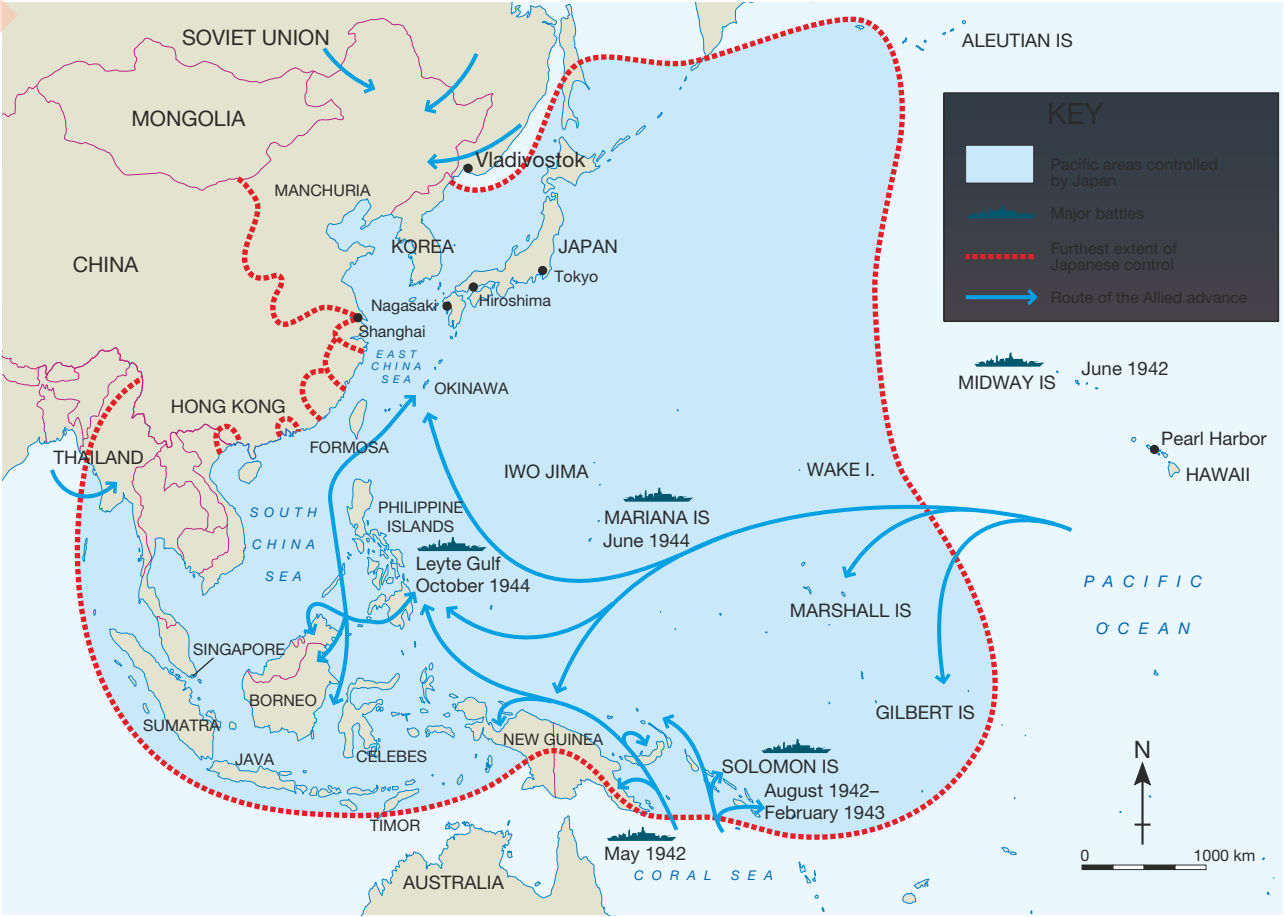 SOVIET UNION
ALEUTIAN IS
MONGOLIA
Vladivostok
MANCHURIA
KOREA
JAPAN
CHINA
Tokyo
Nagasaki
Hiroshima
Shanghai
EAST
CHINA
SEA
OKINAWA
HONG KONG
FORMOSA
THAILAND
IWO JIMA
WAKE I.
SOUTH
CHINA
SEA
PHILIPPINE
ISLANDS
MARIANA IS
June 1944
Leyte Gulf
October 1944
MARSHALL IS
SINGAPORE
BORNEO
SUMATRA
GILBERT IS
NEW GUINEA
CELEBES
JAVA
SOLOMON IS
August 1942–
February 1943
TIMOR
May 1942
CORAL SEA
AUSTRALIA
KEY
Pacific areas controlled
by Japan
Major battles
Furthest extent of
Japanese control
Route of the Allied advance
MIDWAY IS
June 1942
Pearl Harbor
HAWAII
PACIFIC
OCEAN
N
0 1000 km